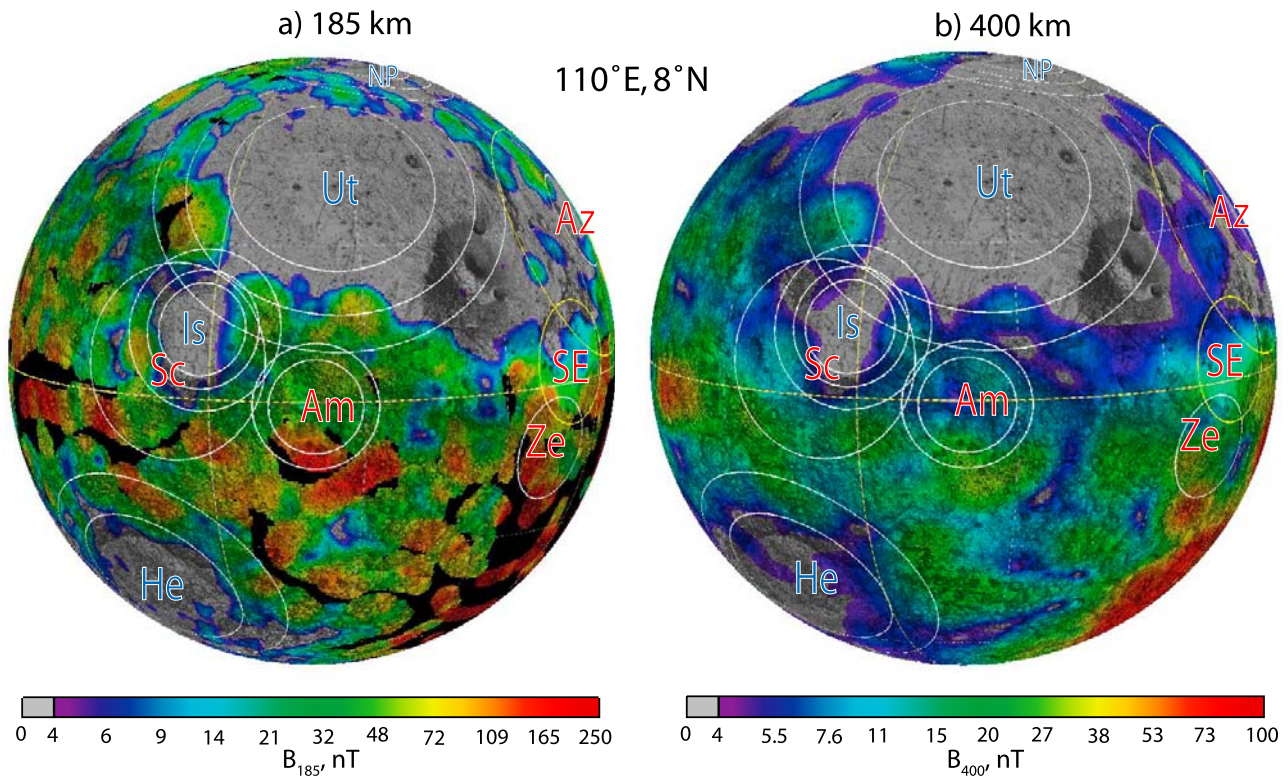 a) 185 km
b) 400 km
110°E, 8°N
NP
Ut
Az
Is
Sc
SE
Am
Ze
He
NP
Ut
Az
Is
Sc
SE
Am
Ze
He
0 4 6 9 14 21 32 48 72 109 165 250
B185, nT
0 4 5.5 7.6 11 15 20 27 38 53 73 100
B400, nT